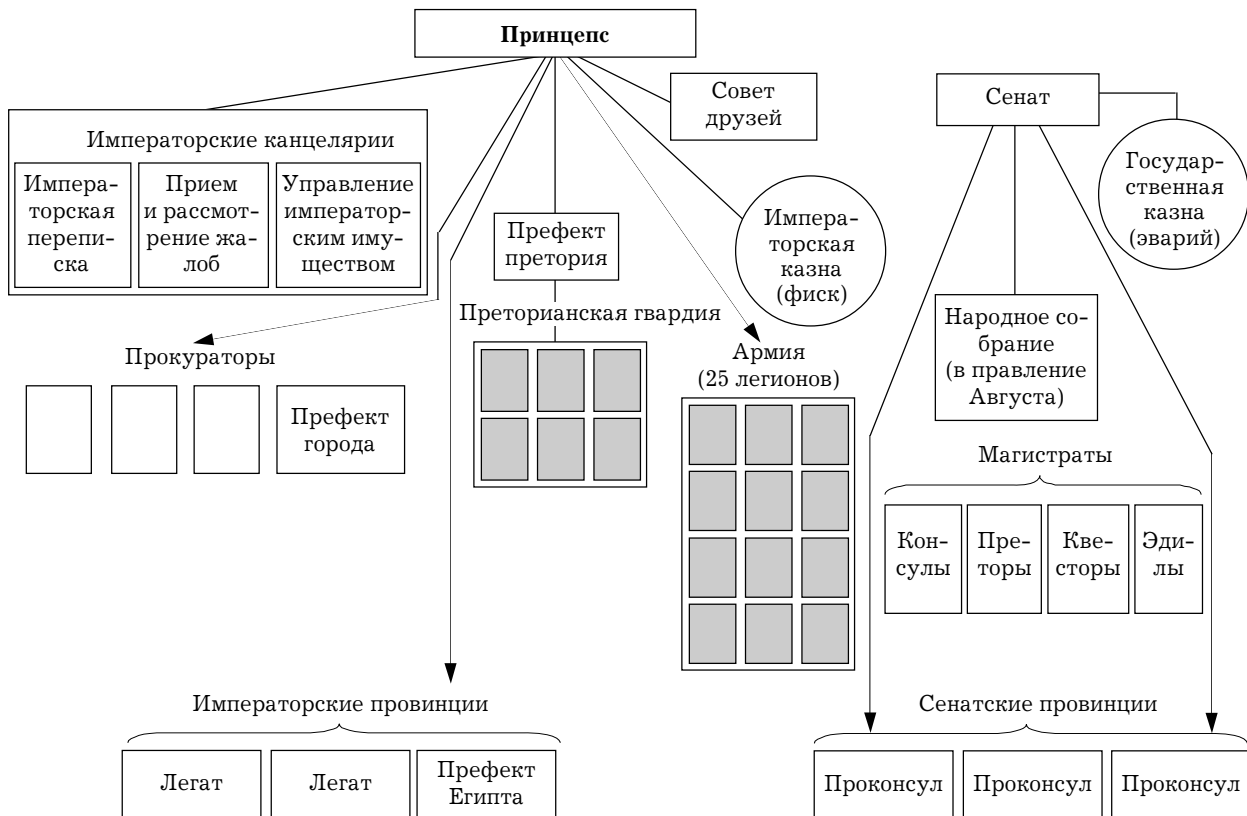 Принцепс
Совет
друзей
Сенат
Императорские канцелярии
Импера-
торская
перепи-
ска
Прием
и рассмот-
рение жа-
лоб
Управление
император-
ским иму-
ществом
Префект
претория
Импера-
торская
казна
(фиск)
Государ-
ственная
казна
(эварий)
Преторианская гвардия
Народное со-
брание
(в правление
Августа)
Прокураторы
Префект
города
Армия
(25 легионов)
Магистраты
Кон-
сулы
Пре-
торы
Кве-
сторы
Эди-
лы
Императорские провинции
Легат
Легат
Префект
Египта
Сенатские провинции
Проконсул
Проконсул
Проконсул